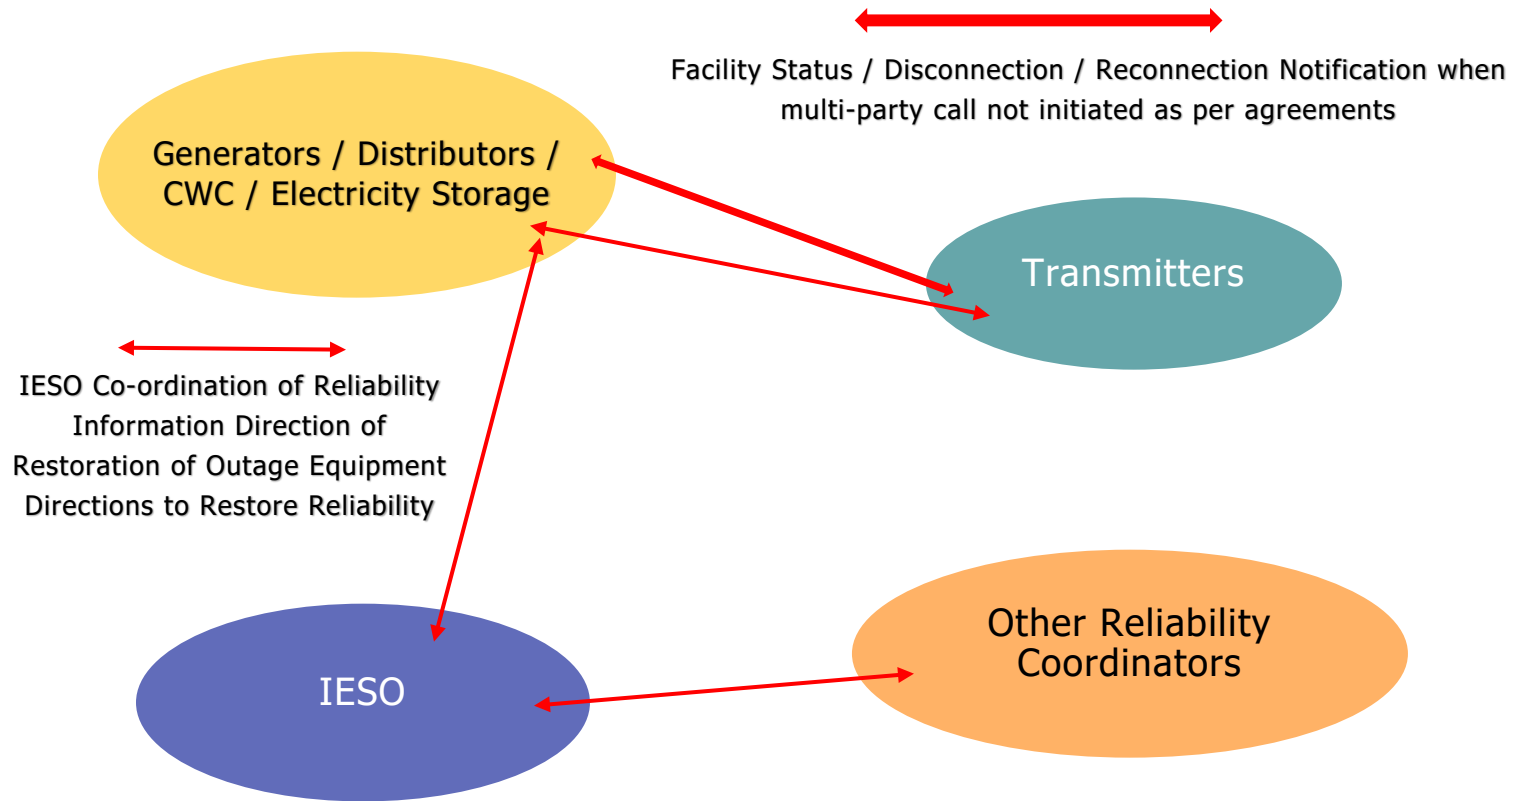 Facility Status / Disconnection / Reconnection Notification when
multi-party call not initiated as per agreements
Generators / Distributors /
CWC / Electricity Storage
Transmitters
IESO Co-ordination of Reliability
Information Direction of
Restoration of Outage Equipment
Directions to Restore Reliability
Other Reliability
Coordinators
IESO